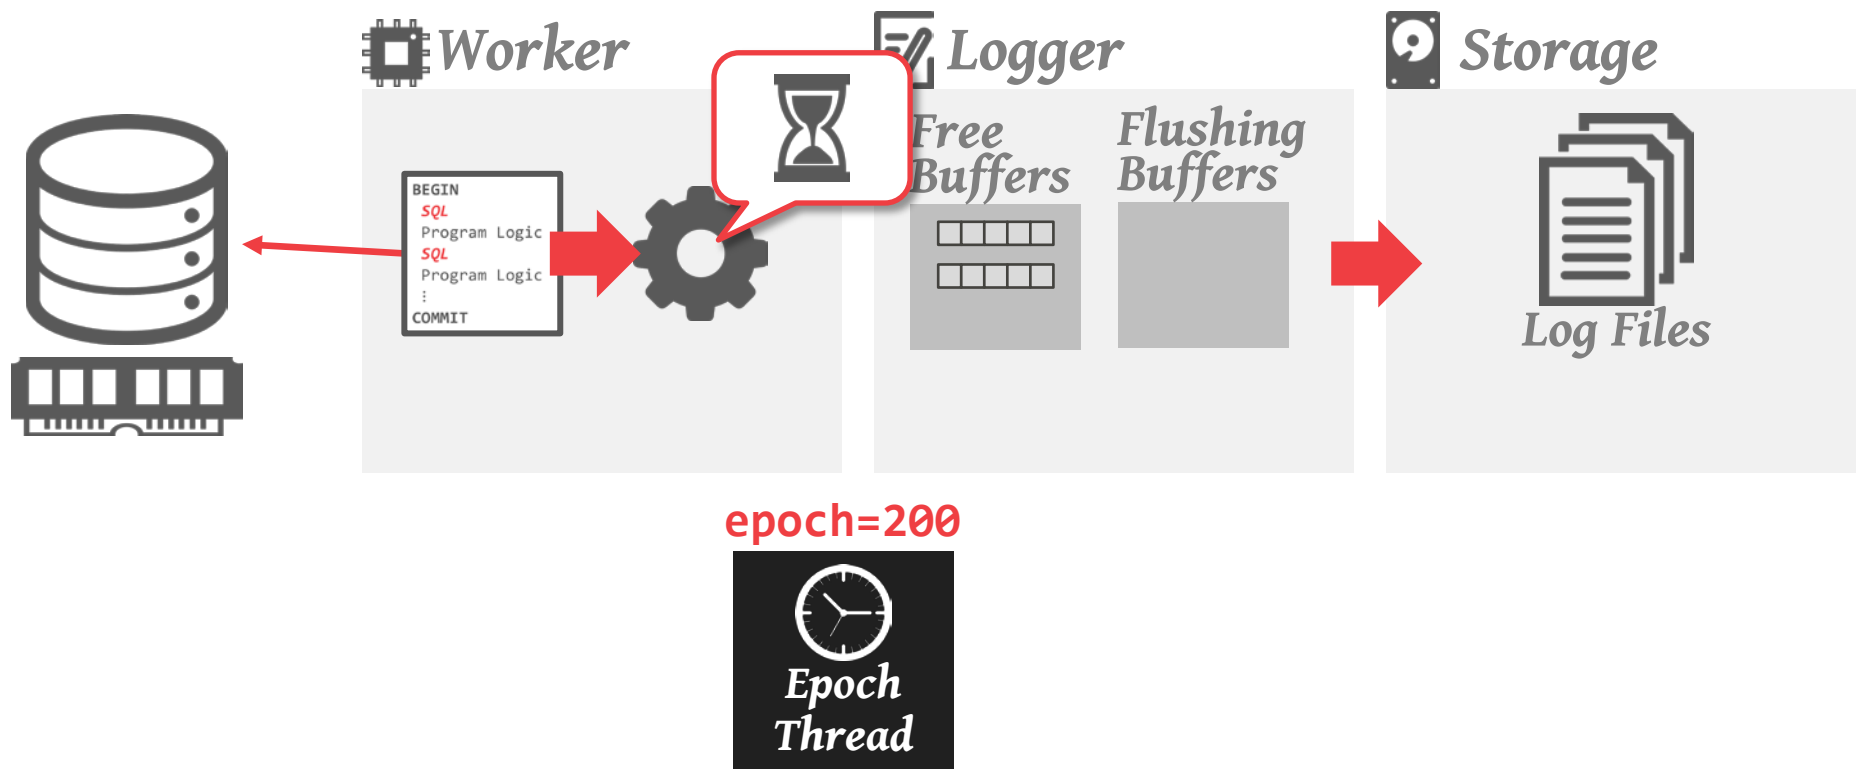 Worker
Logger
Storage
BEGIN
SQL
Program Logic
SQL
Program Logic
⋮
COMMIT
Free
Buffers
Flushing
Buffers
Log Files
epoch=200
Epoch
Thread